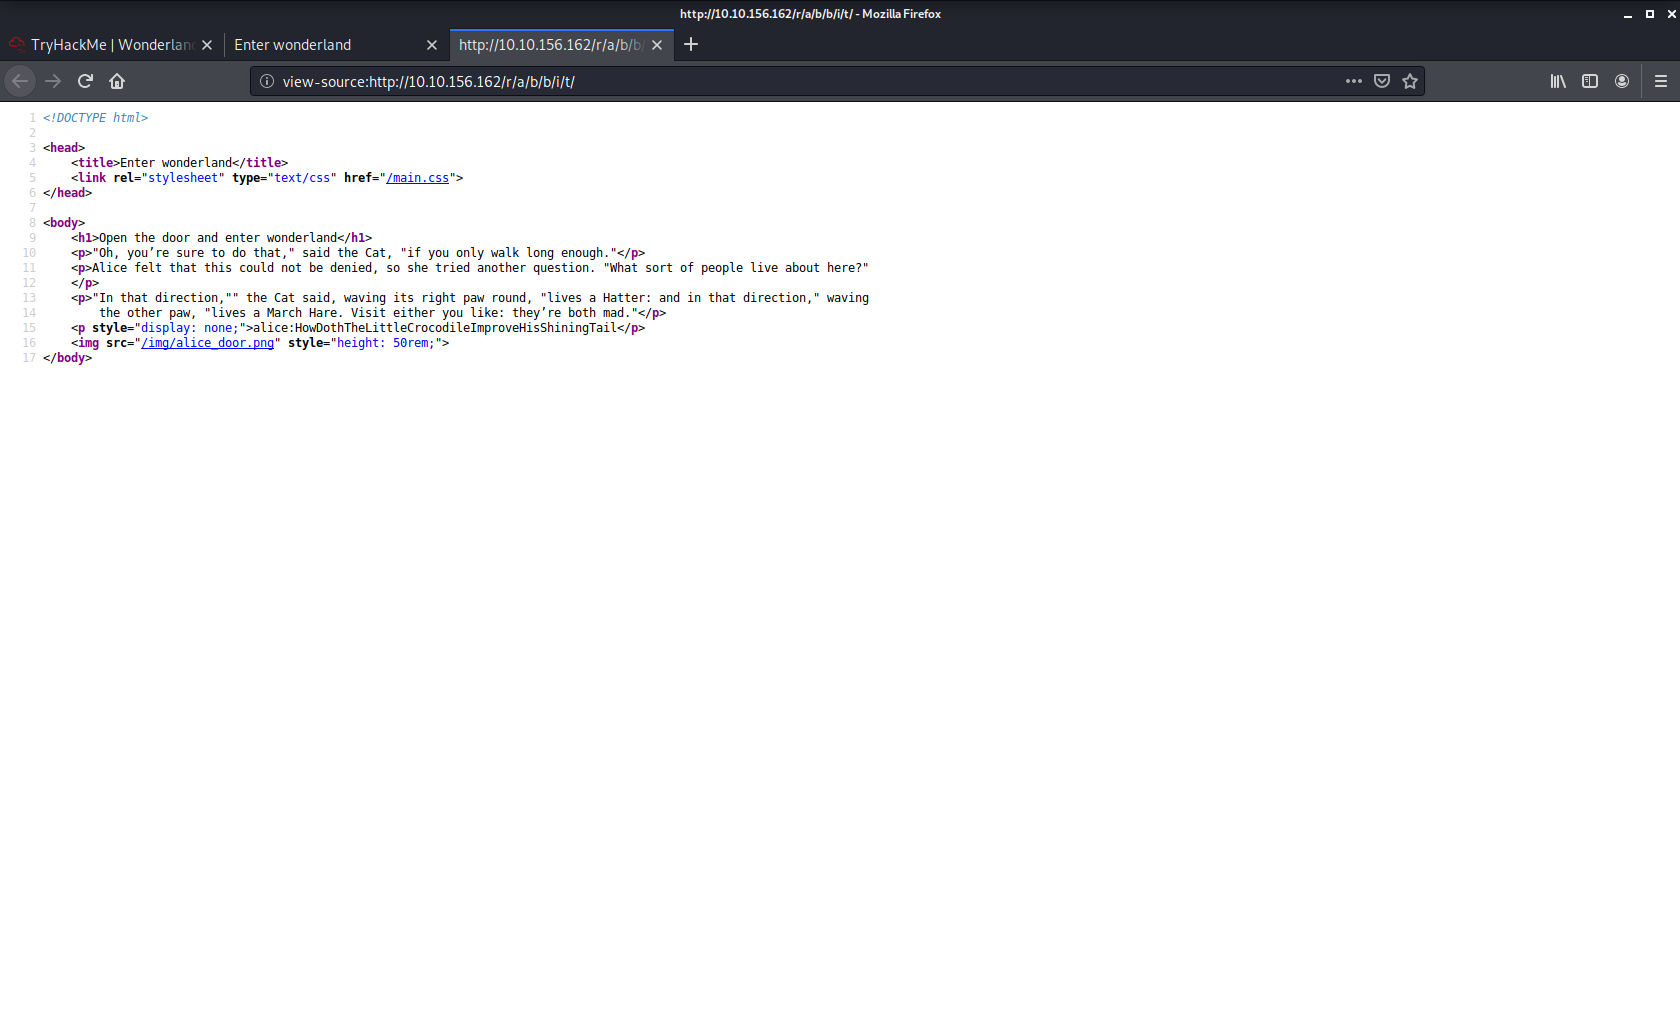 http://10.10.156.162/r/a/b/b/i/t/ - Mozilla Firefox
TryHackMe | Wonderlan
Enter wonderland
http://10.10.156.162/r/a/b/b/
view-source:http://10.10.156.162/r/a/b/b/i/t/
1 <!DOCTYPE html>
2
3 <head>
4     <title>Enter wonderland</title>
5     <link rel="stylesheet" type="text/css" href="/main.css">
6 </head>
7
8 <body>
9     <h1>Open the door and enter wonderland</h1>
10     <p>"Oh, you’re sure to do that," said the Cat, "if you only walk long enough."</p>
11     <p>Alice felt that this could not be denied, so she tried another question. "What sort of people live about here?"
12     </p>
13     <p>"In that direction,"" the Cat said, waving its right paw round, "lives a Hatter: and in that direction," waving
14         the other paw, "lives a March Hare. Visit either you like: they’re both mad."</p>
15     <p style="display: none;">alice:HowDothTheLittleCrocodileImproveHisShiningTail</p>
16     <img src="/img/alice_door.png" style="height: 50rem;">
17 </body>